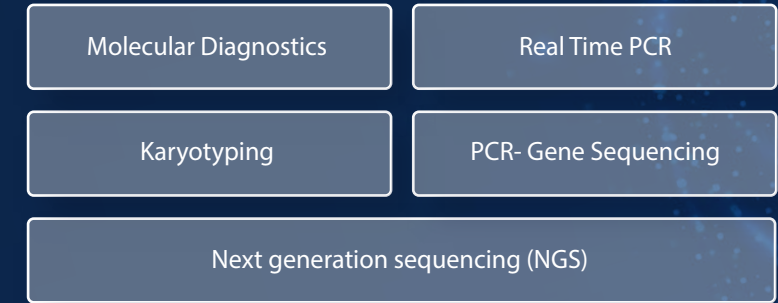 Molecular Diagnostics
Real Time PCR
Karyotyping
PCR- Gene Sequencing
Next generation sequencing (NGS)